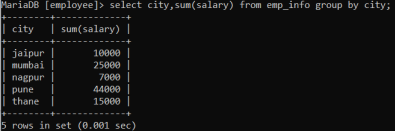 MariaDB [employee]> select city,sum(salary) from emp_info group by city;
+--------+-------------+
| city   | sum(salary) |
+--------+-------------+
| jaipur |       10000 |
| mumbai |       25000 |
| nagpur |        7000 |
| pune   |       44000 |
| thane  |       15000 |
+--------+-------------+
5 rows in set (0.001 sec)